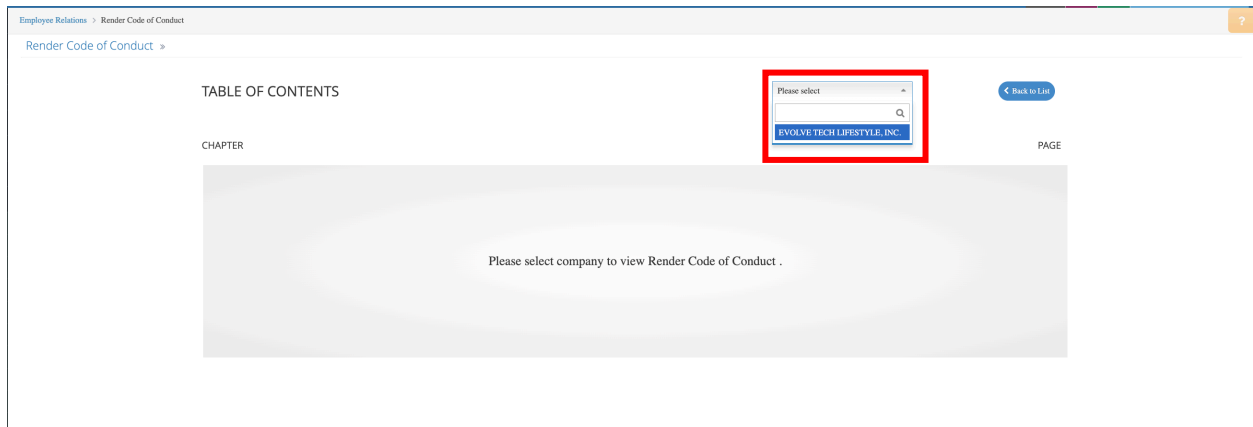 Employee Relations > Render Code of Conduct
?
Render Code of Conduct »
TABLE OF CONTENTS
Please select
Back to List
EVOLVE TECH LIFESTYLE, INC.
CHAPTER
PAGE
Please select company to view Render Code of Conduct .